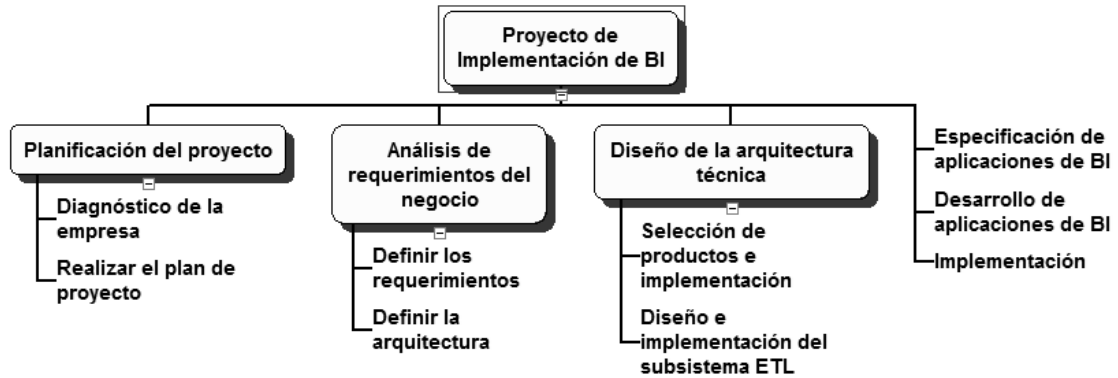 Proyecto de
Implementación de BI
Planificación del proyecto
Diagnóstico de la
empresa
Realizar el plan de
proyecto
Análisis de
requerimientos del
negocio
Definir los
requerimientos
Definir la
arquitectura
Diseño de la arquitectura
técnica
Selección de
productos e
implementación
Diseño e
implementación del
subsistema ETL
Especificación de
aplicaciones de BI
Desarrollo de
aplicaciones de BI
Implementación